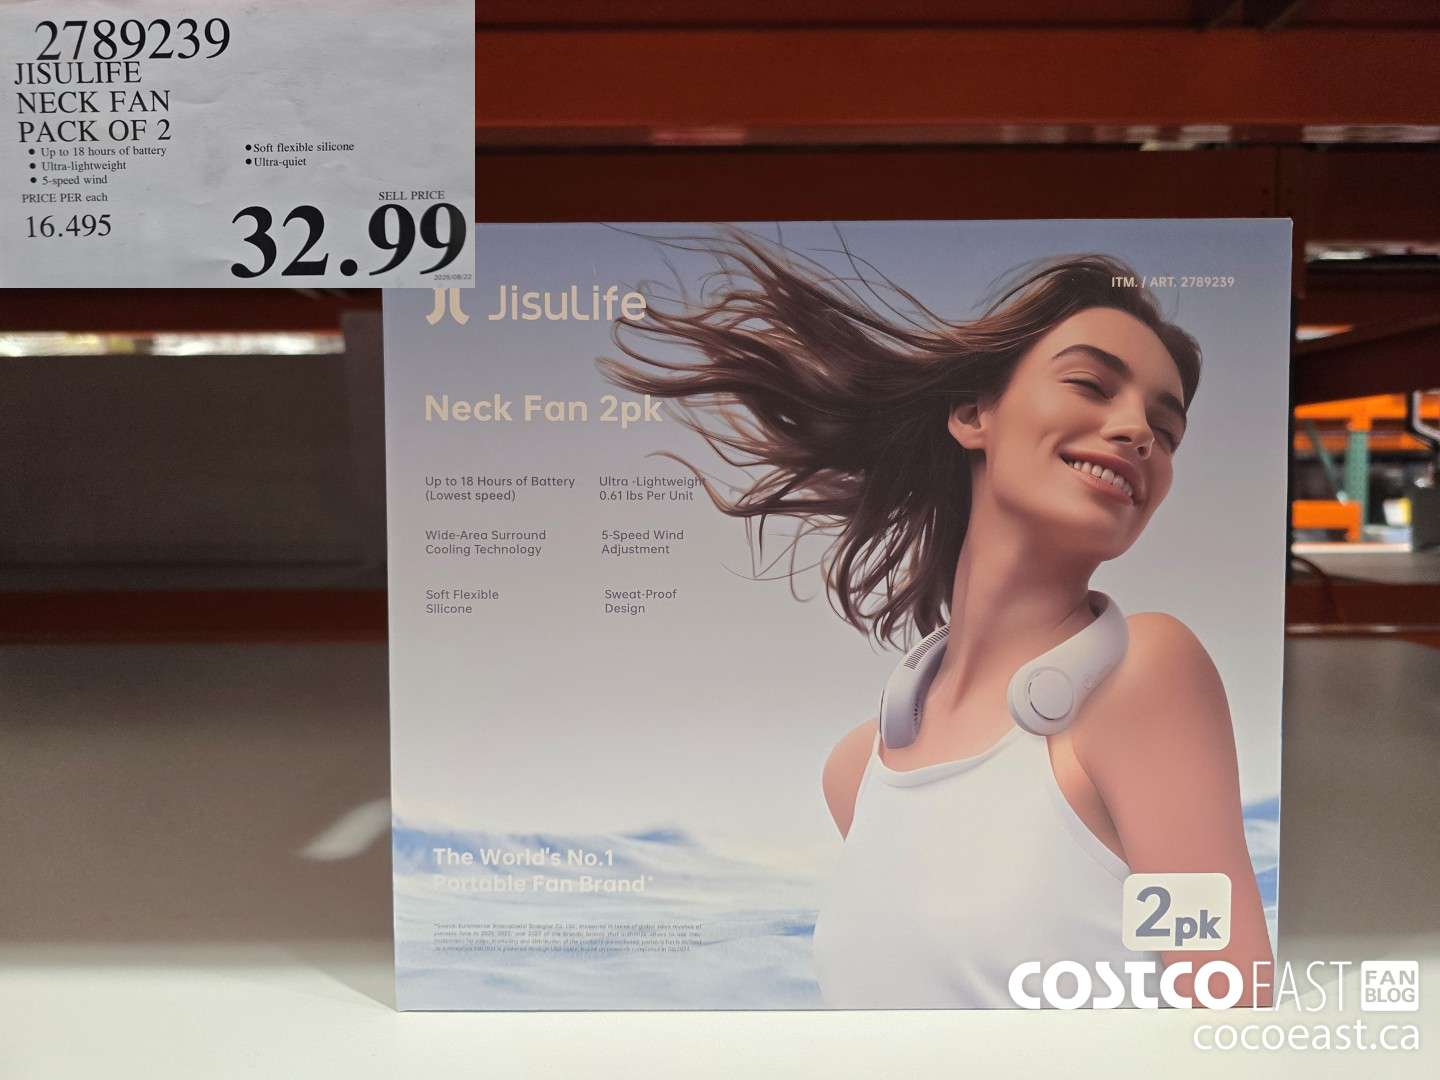 2789239
JISULIFE
NECK FAN
PACK OF 2
• Up to 18 hours of battery
• Ultra-lightweight
• 5-speed wind
• Soft flexible silicone
• Ultra-quiet
PRICE PER each
16.495
SELL PRICE
32.99
JisuLife
ITM. / ART. 2789239
Neck Fan 2pk
Up to 18 Hours of Battery
(Lowest speed)
Ultra -Lightweight
0.61 lbs Per Unit
Wide-Area Surround
Cooling Technology
5-Speed Wind
Adjustment
Soft Flexible
Silicone
Sweat-Proof
Design
The World's No.1
Portable Fan Brand*
2pk
COSTCO EAST FAN
BLOG
cocoeast.ca